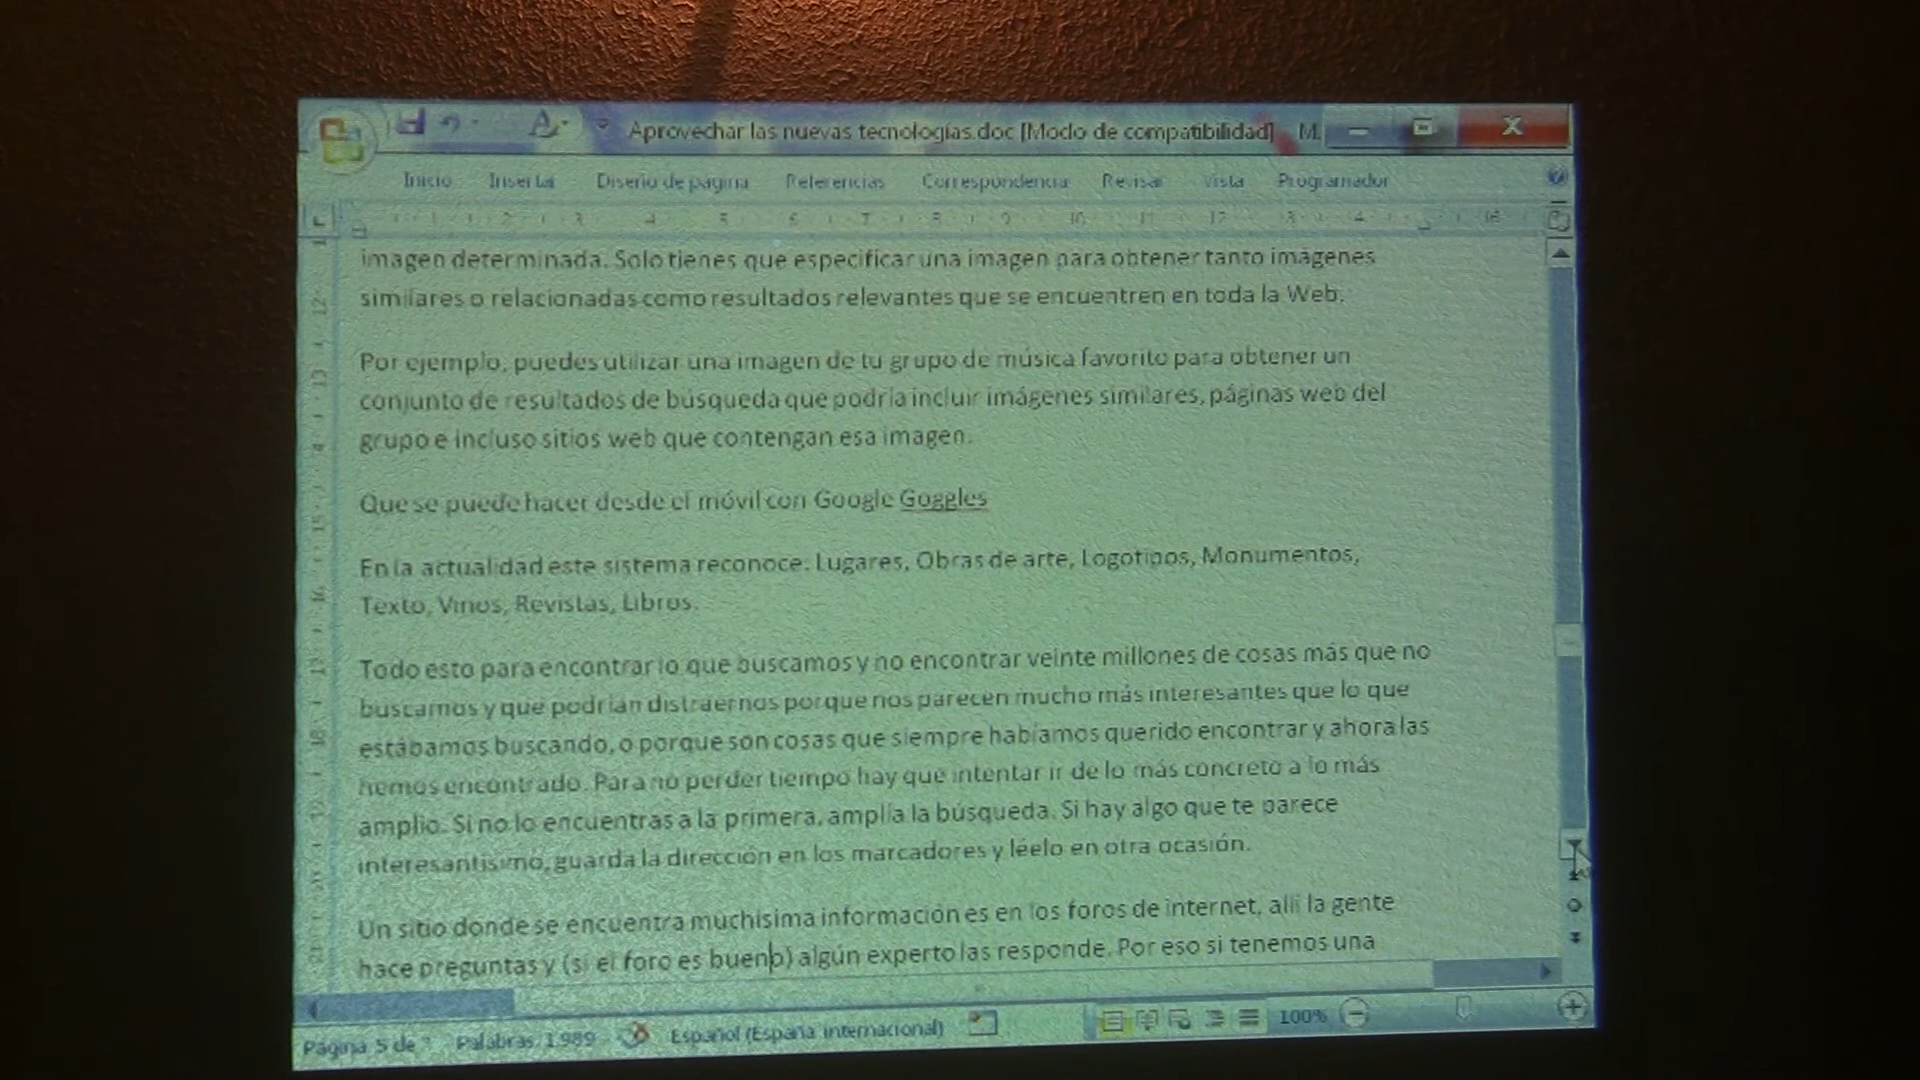 Aprovechar las nuevas tecnologías.doc [Modo de compatibilidad] M
Inicio Insertar Diseño de página Referencias Correspondencia Revisar Vista Programador
imagen determinada. Solo tienes que especificar una imagen para obtener tanto imágenes
similares o relacionadas como resultados relevantes que se encuentren en toda la Web.
Por ejemplo, puedes utilizar una imagen de tu grupo de música favorito para obtener un
conjunto de resultados de búsqueda que podría incluir imágenes similares, páginas web del
grupo e incluso sitios web que contengan esa imagen.
Que se puede hacer desde el móvil con Google Goggles
En la actualidad este sistema reconoce: Lugares, Obras de arte, Logotipos, Monumentos,
Texto, Vinos, Revistas, Libros.
Todo esto para encontrar lo que buscamos y no encontrar veinte millones de cosas más que no
buscamos y que podrían distraernos porque nos parecen mucho más interesantes que lo que
estábamos buscando, o porque son cosas que siempre habíamos querido encontrar y ahora las
hemos encontrado. Para no perder tiempo hay que intentar ir de lo más concreto a lo más
amplio. Si no lo encuentras a la primera, amplía la búsqueda. Si hay algo que te parece
interesantísimo, guarda la dirección en los marcadores y léelo en otra ocasión.
Un sitio donde se encuentra muchísima información es en los foros de internet, allí la gente
hace preguntas y (si el foro es bueno) algún experto las responde. Por eso si tenemos una
Página 5 de Palabras: 1.989 Español (España internacional) 100%